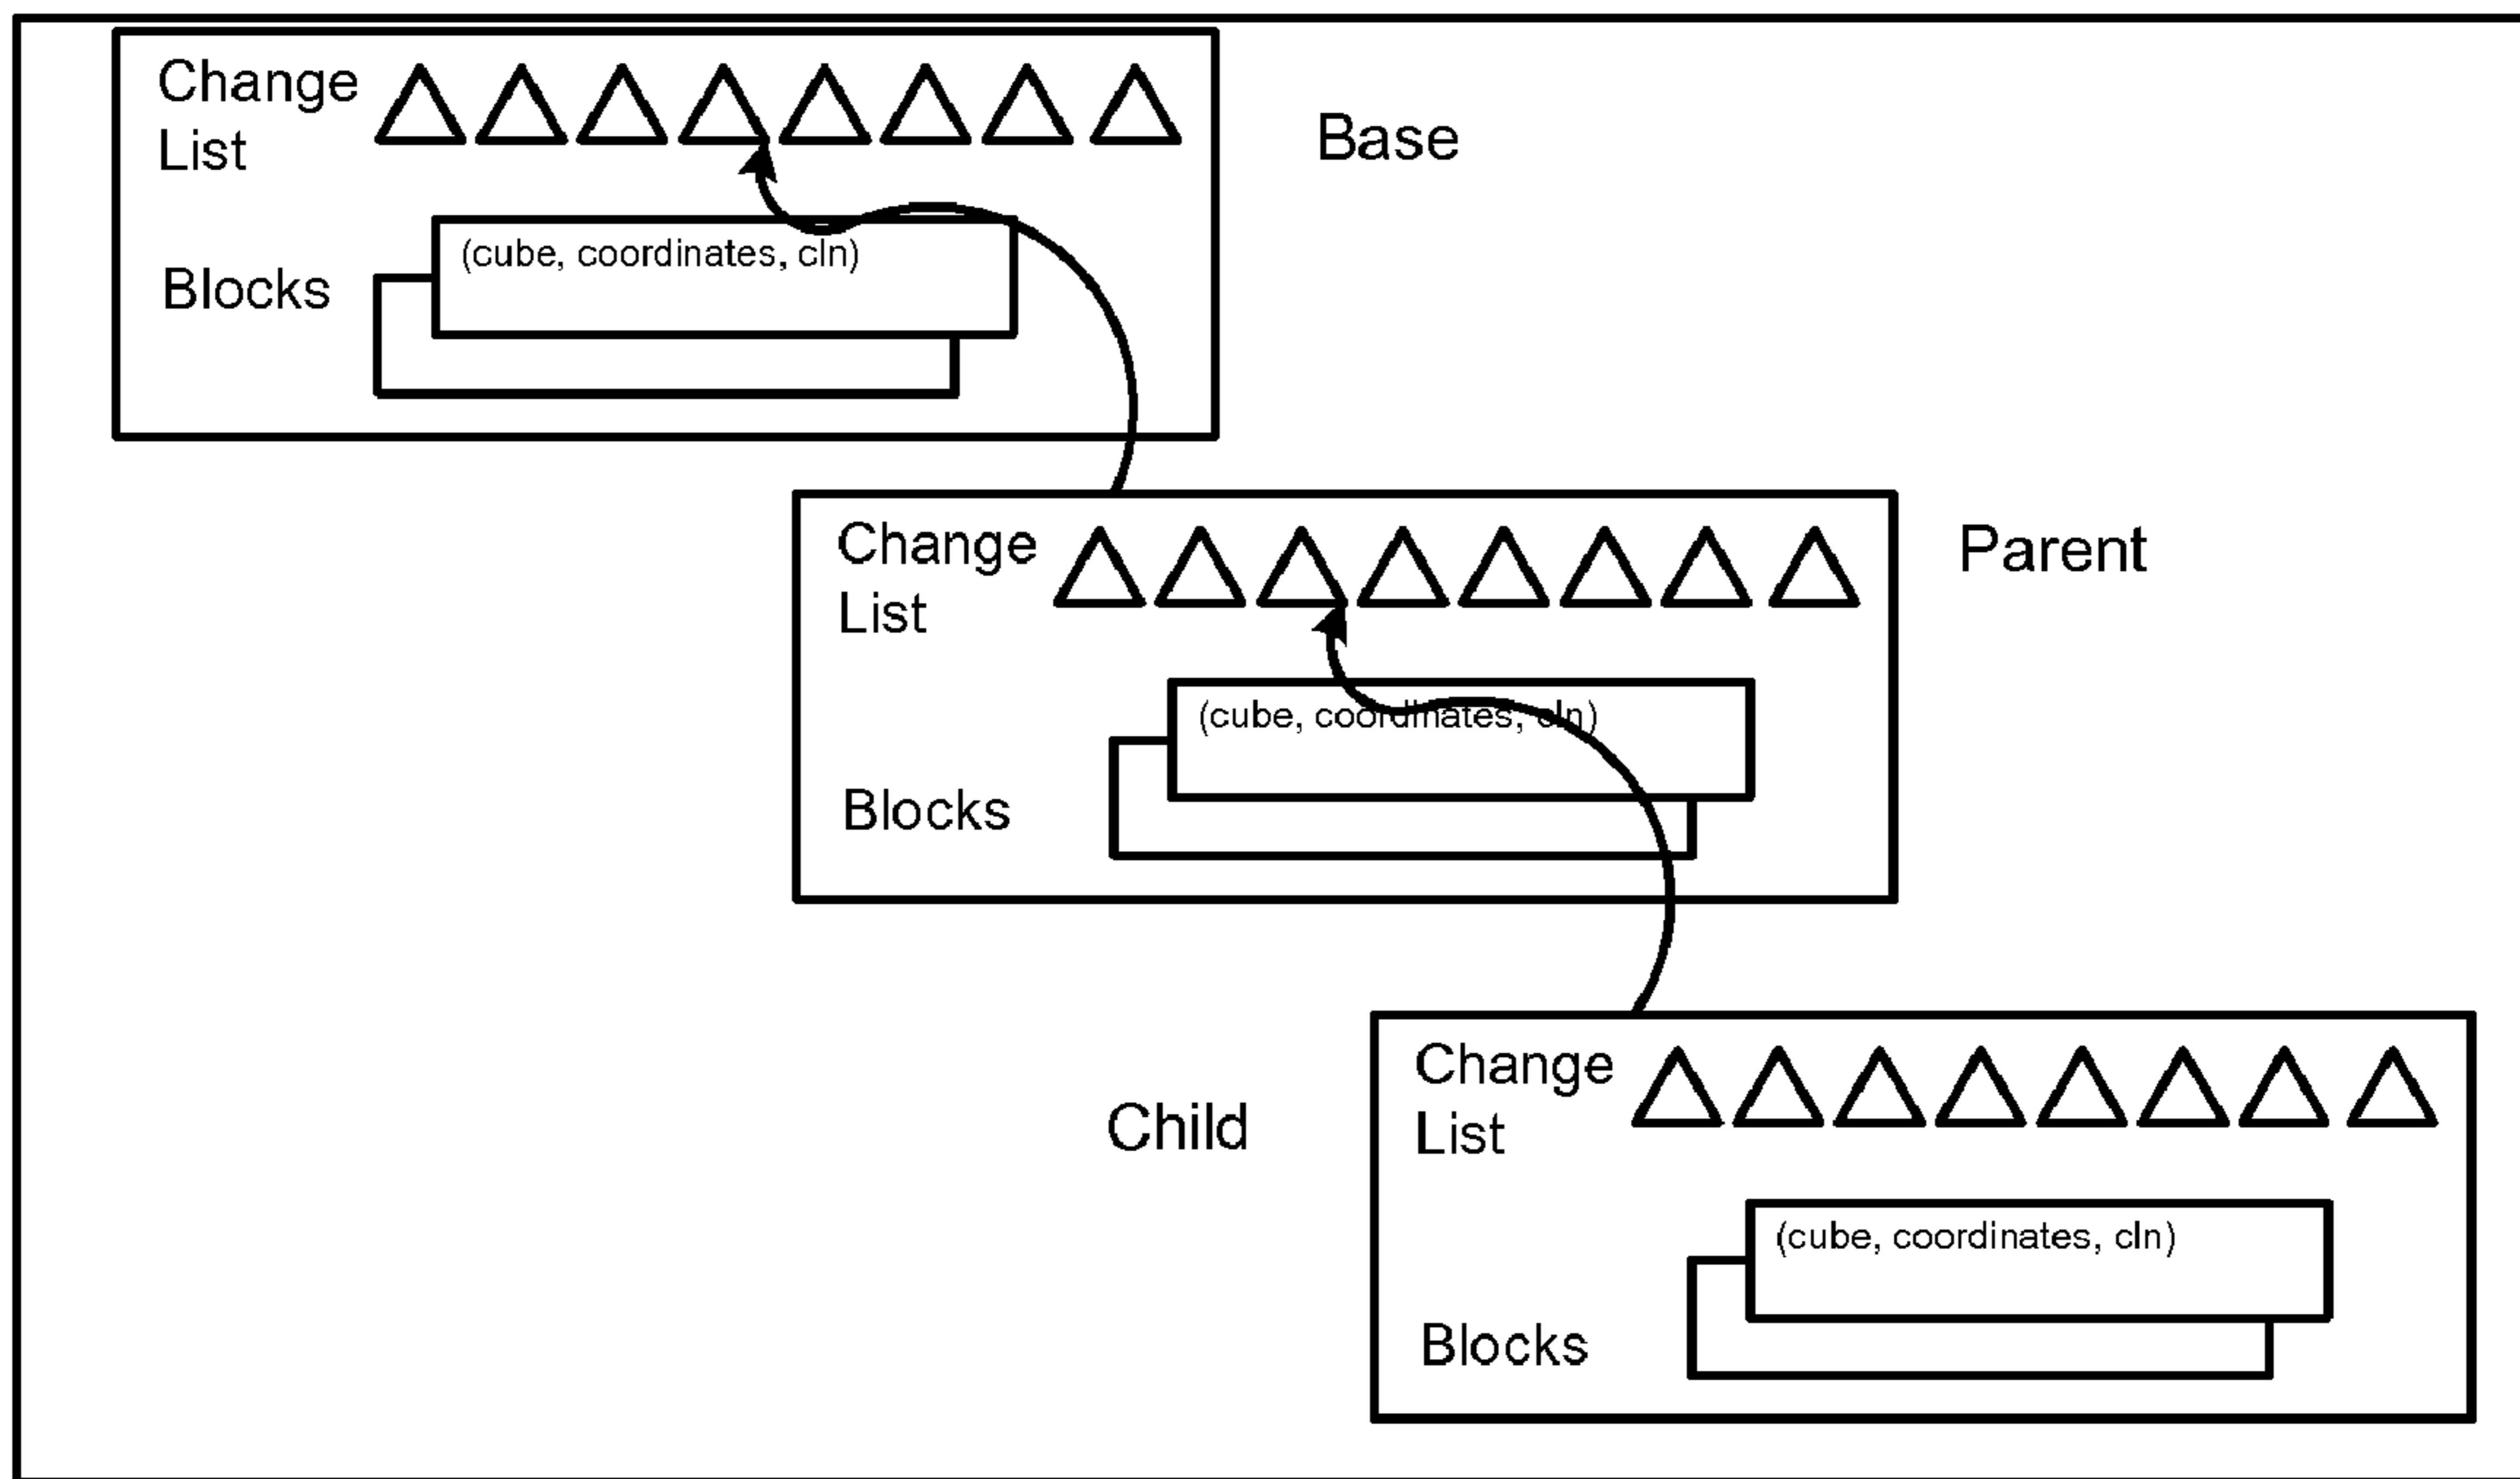 Change
List
Base
(cube, coordinates, cln)
Blocks
Change
List
Parent
(cube, coordinates, cln)
Blocks
Change
List
Child
(cube, coordinates, cln)
Blocks